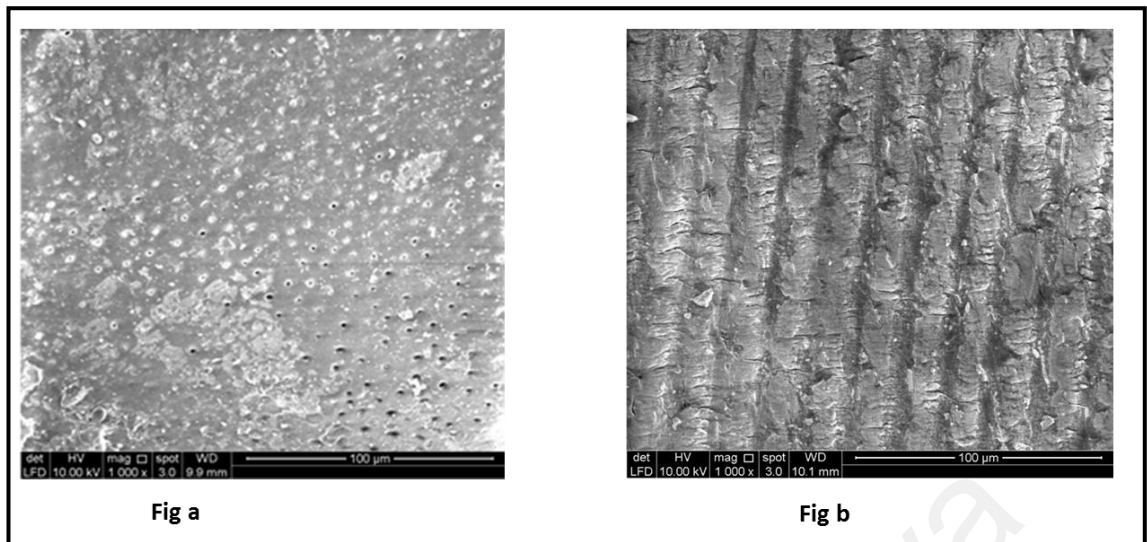 det HV mag □ spot WD
LFD 10.00 kV 1 000 x 3.0 9.9 mm
100 µm
det HV mag □ spot WD
LFD 10.00 kV 1 000 x 3.0 10.1 mm
100 µm
Fig a
Fig b